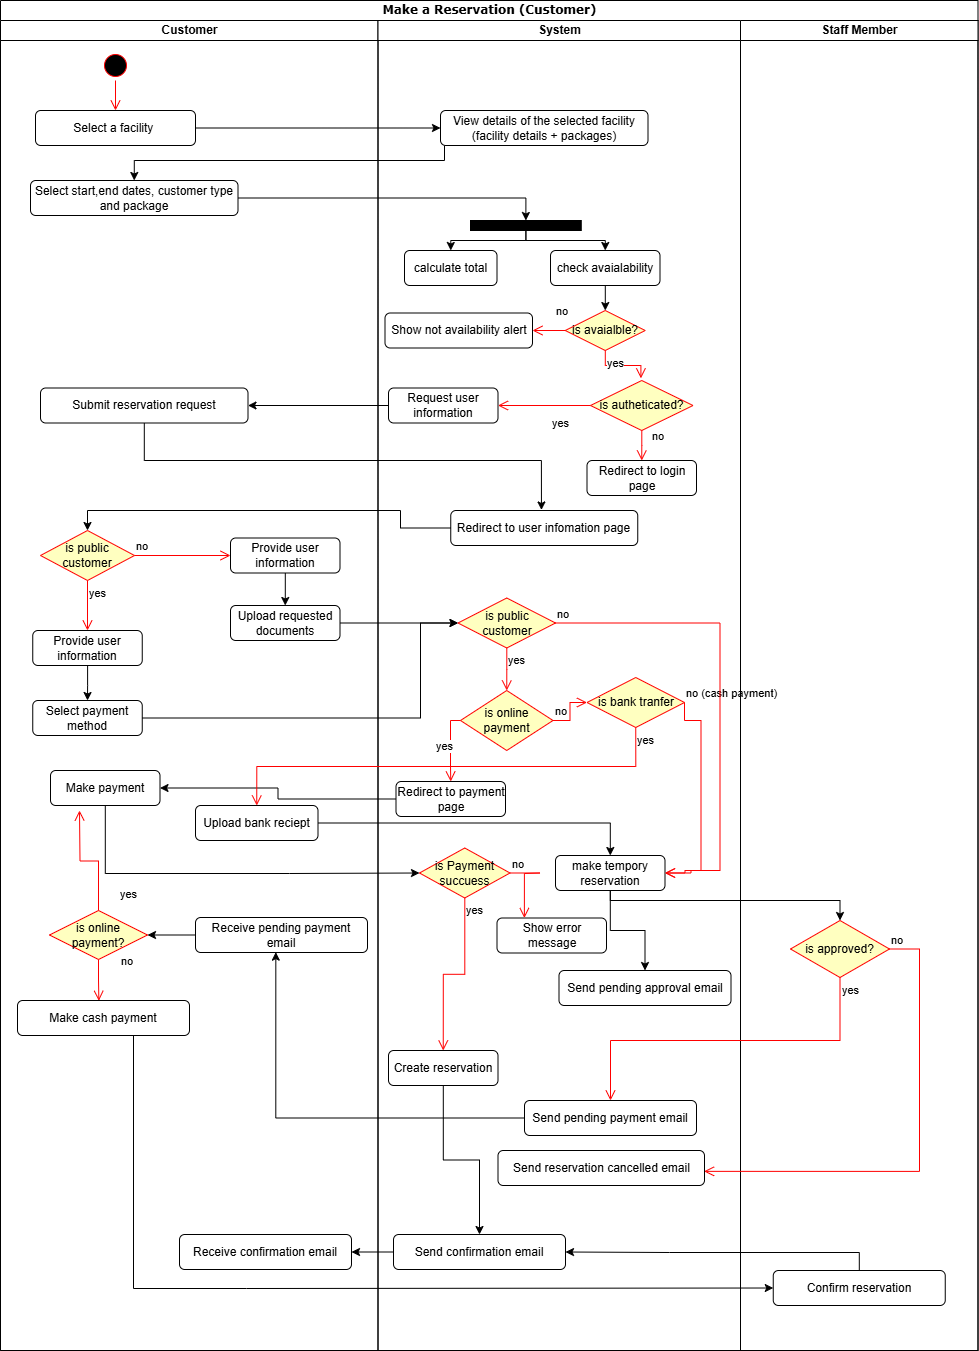 Make a Reservation (Customer)
Customer
System
Staff Member
Select a facility
View details of the selected facility
(facility details + packages)
Select start,end dates, customer type
and package
calculate total
check avaialability
no
Show not availability alert
is avaialble?
yes
Submit reservation request
Request user
information
is autheticated?
yes
no
Redirect to login
page
Redirect to user infomation page
is public
customer
no
Provide user
information
yes
Upload requested
documents
is public
customer
no
Provide user
information
yes
Select payment
method
is online
payment
no
is bank tranfer
no (cash payment)
yes
yes
Make payment
Redirect to payment
page
Upload bank reciept
is Payment
succuess
no
make tempory
reservation
yes
yes
is online
payment?
Receive pending payment
email
Show error
message
is approved?
no
no
Send pending approval email
yes
Make cash payment
Create reservation
Send pending payment email
Send reservation cancelled email
Receive confirmation email
Send confirmation email
Confirm reservation